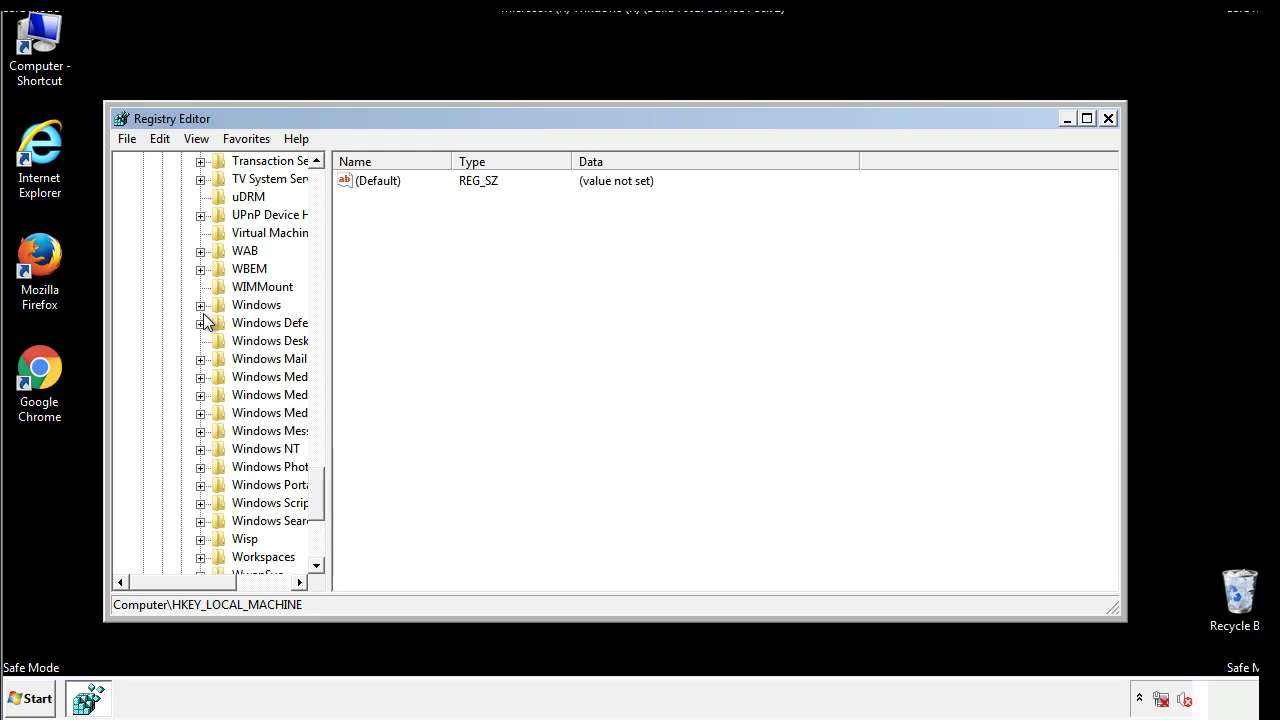 Computer -
Shortcut
Internet
Explorer
Mozilla
Firefox
Google
Chrome
Registry Editor
File Edit View Favorites Help
Transaction Se
TV System Serv
uDRM
UPnP Device H
Virtual Machin
WAB
WBEM
WIMMount
Windows
Windows Defe
Windows Desk
Windows Mail
Windows Med
Windows Med
Windows Med
Windows Mess
Windows NT
Windows Phot
Windows Porta
Windows Scrip
Windows Sear
Wisp
Workspaces
Name Type Data
ab (Default) REG_SZ (value not set)
Computer\HKEY_LOCAL_MACHINE
Recycle B
Safe Mode
Safe M
Start